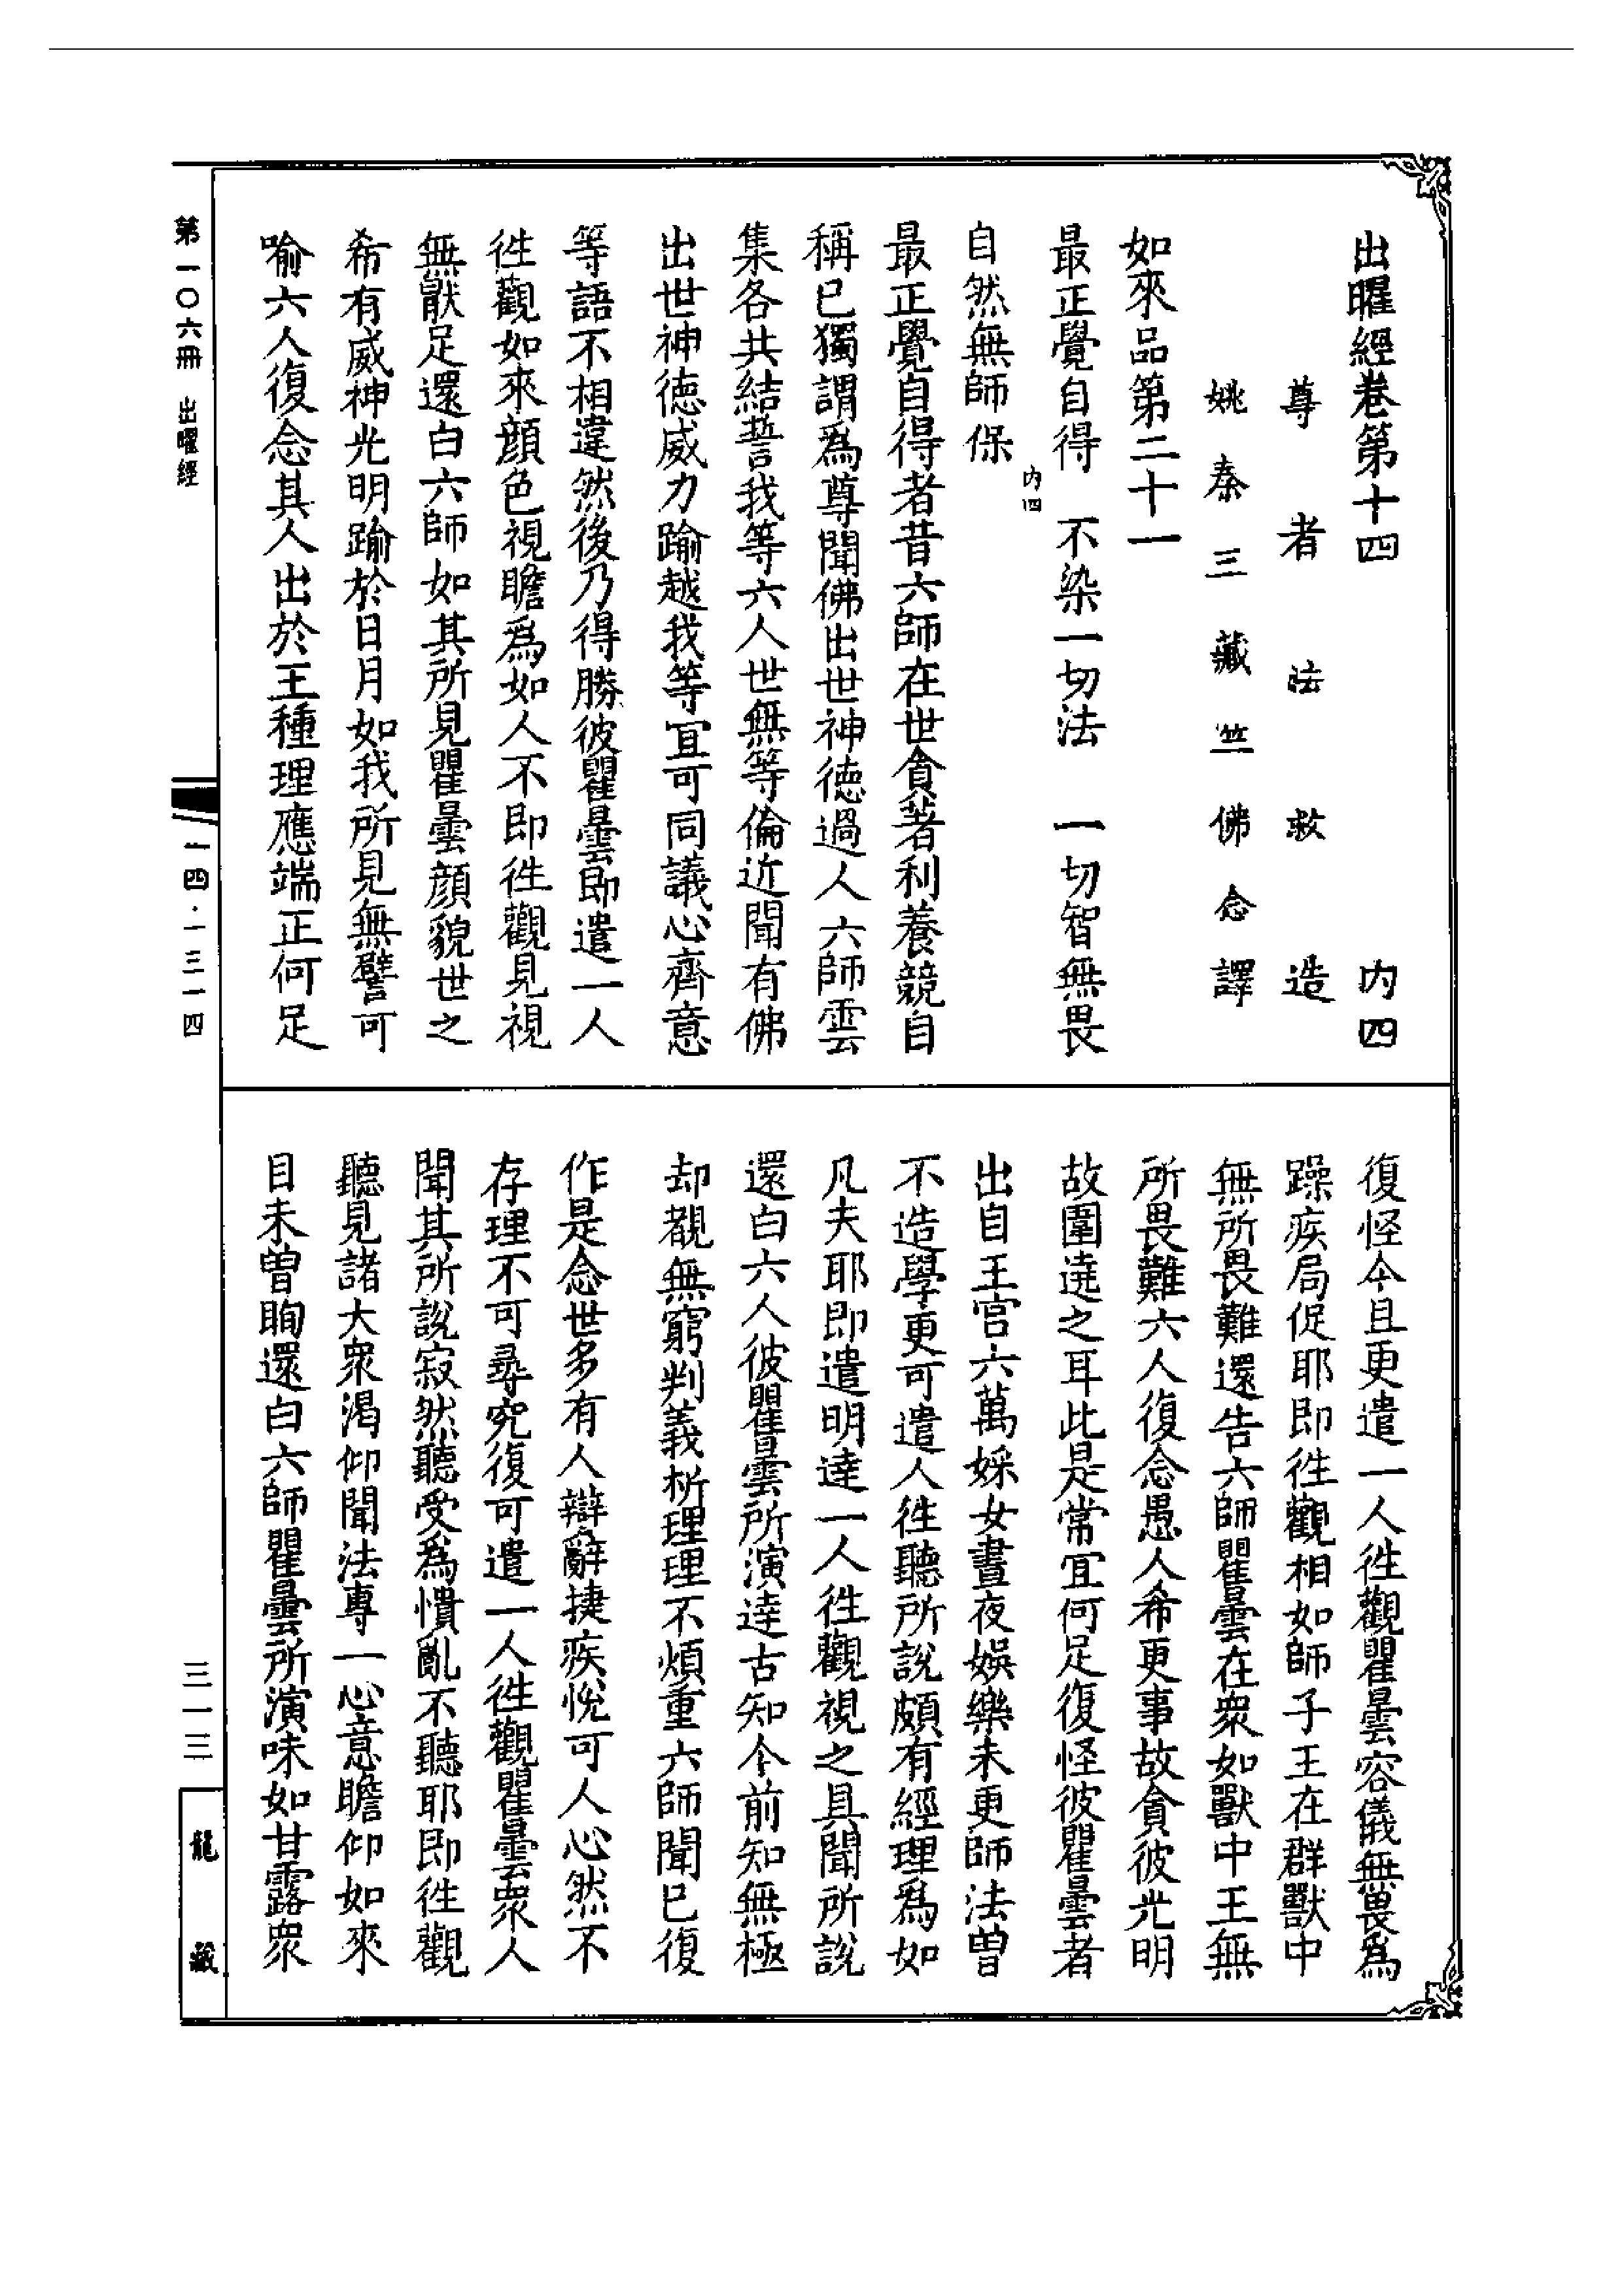 出曜經卷第十四　內四
尊者法救造
姚秦三藏竺佛念譯
如來品第二十一
最正覺自得　不染一切法　一切智無畏
自然無師保
內四
最正覺自得者昔六師在世貪著利養競自
稱已獨謂爲尊聞佛出世神德過人六師雲
集各共結誓我等六人世無等倫近聞有佛
出世神德威力踰越我等宜可同議心齊意
等語不相違然後乃得勝彼瞿曇即遣一人
徃觀如來顏色視瞻爲如人不即徃觀見視
無猒足還白六師如其所見瞿曇顏貌世之
希有威神光明踰於日月如我所見無譬可
喻六人復念其人出於王種理應端正何足
復怪今且更遣一人徃觀瞿曇容儀無畏爲
躁疾局促耶即徃觀相如師子王在群獸中
無所畏難還告六師瞿曇在衆如獸中王無
所畏難六人復念愚人希更事故貪彼光明
故圍遶之耳此是常宜何足復怪彼瞿曇者
出自王宮六萬婇女晝夜娛樂未更師法曾
不造學更可遣人徃聽所說頗有經理爲如
凡夫耶即遣明達一人徃觀視之具聞所說
還白六人彼瞿曇所演達古知今前知無極
却覩無窮判義析理理不煩重六師聞已復
作是念世多有人辯辭捷疾悅可人心然不
存理不可尋究復可遣一人徃觀瞿曇衆人
聞其所說寂然聽受爲憒亂不聽耶即徃觀
聽見諸大衆渴仰聞法專一心意瞻仰如來
目未曾眴還白六師瞿曇所演味如甘露衆
第一〇六冊　出曜經
一四·一三一四
三一三
龍藏